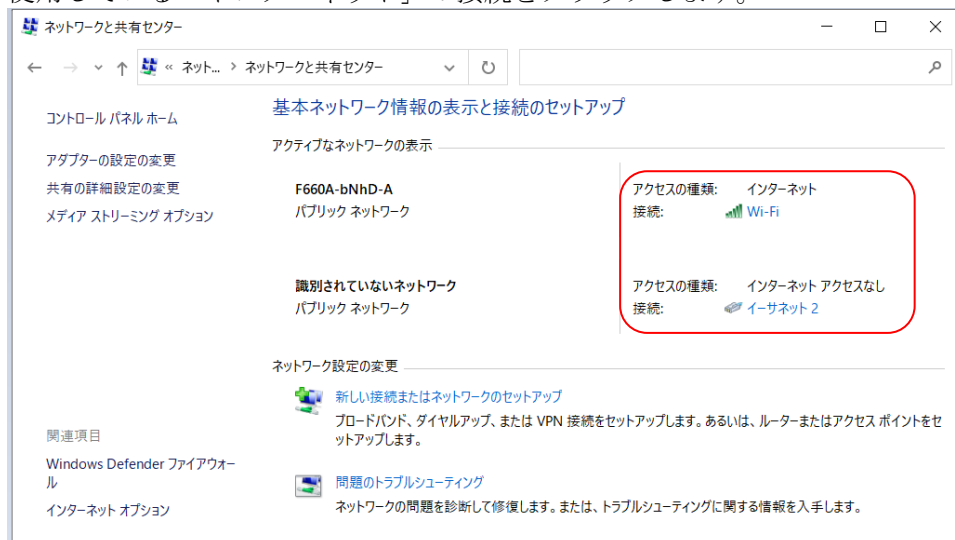 ネットワークと共有センター
« ネット... › ネットワークと共有センター
コントロール パネル ホーム
アダプターの設定の変更
共有の詳細設定の変更
メディア ストリーミング オプション
基本ネットワーク情報の表示と接続のセットアップ
アクティブなネットワークの表示
F660A-bNhD-A
パブリック ネットワーク
アクセスの種類: インターネット
接続: Wi-Fi
識別されていないネットワーク
パブリック ネットワーク
アクセスの種類: インターネット アクセスなし
接続: イーサネット 2
ネットワーク設定の変更
新しい接続またはネットワークのセットアップ
ブロードバンド、ダイヤルアップ、または VPN 接続をセットアップします。あるいは、ルーターまたはアクセス ポイントをセ
ットアップします。
問題のトラブルシューティング
ネットワークの問題を診断して修復します。または、トラブルシューティングに関する情報を入手します。
関連項目
Windows Defender ファイアウォー
ル
インターネット オプション